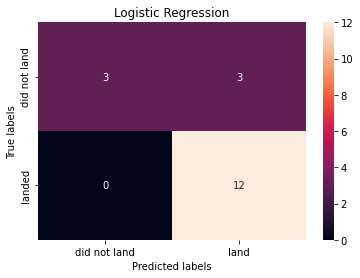 Logistic Regression
True labels
did not land
landed
3
3
0
12
did not land
land
Predicted labels
12
10
8
6
4
2
0